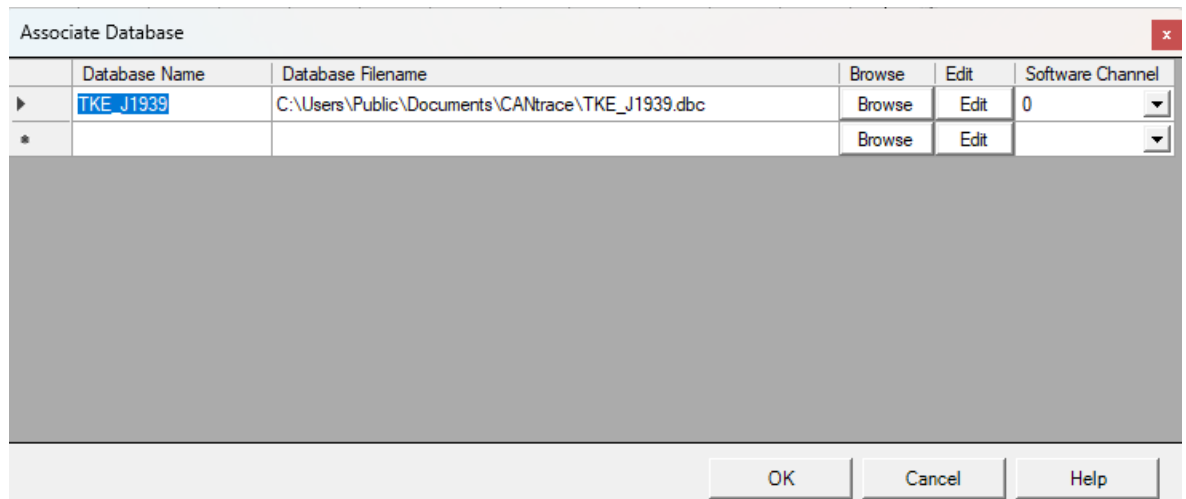 Associate Database
x
Database Name Database Filename Browse Edit Software Channel
TKE_J1939 C:\Users\Public\Documents\CANtrace\TKE_J1939.dbc Browse Edit 0
* Browse Edit
OK Cancel Help